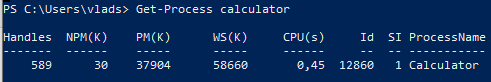 PS C:\Users\vlads> Get-Process calculator
Handles  NPM(K)    PM(K)      WS(K)     CPU(s)     Id  SI ProcessName
-------  ------    -----      -----     ------     --  -- -----------
    589      30    37904      58660       0,45  12860   1 Calculator